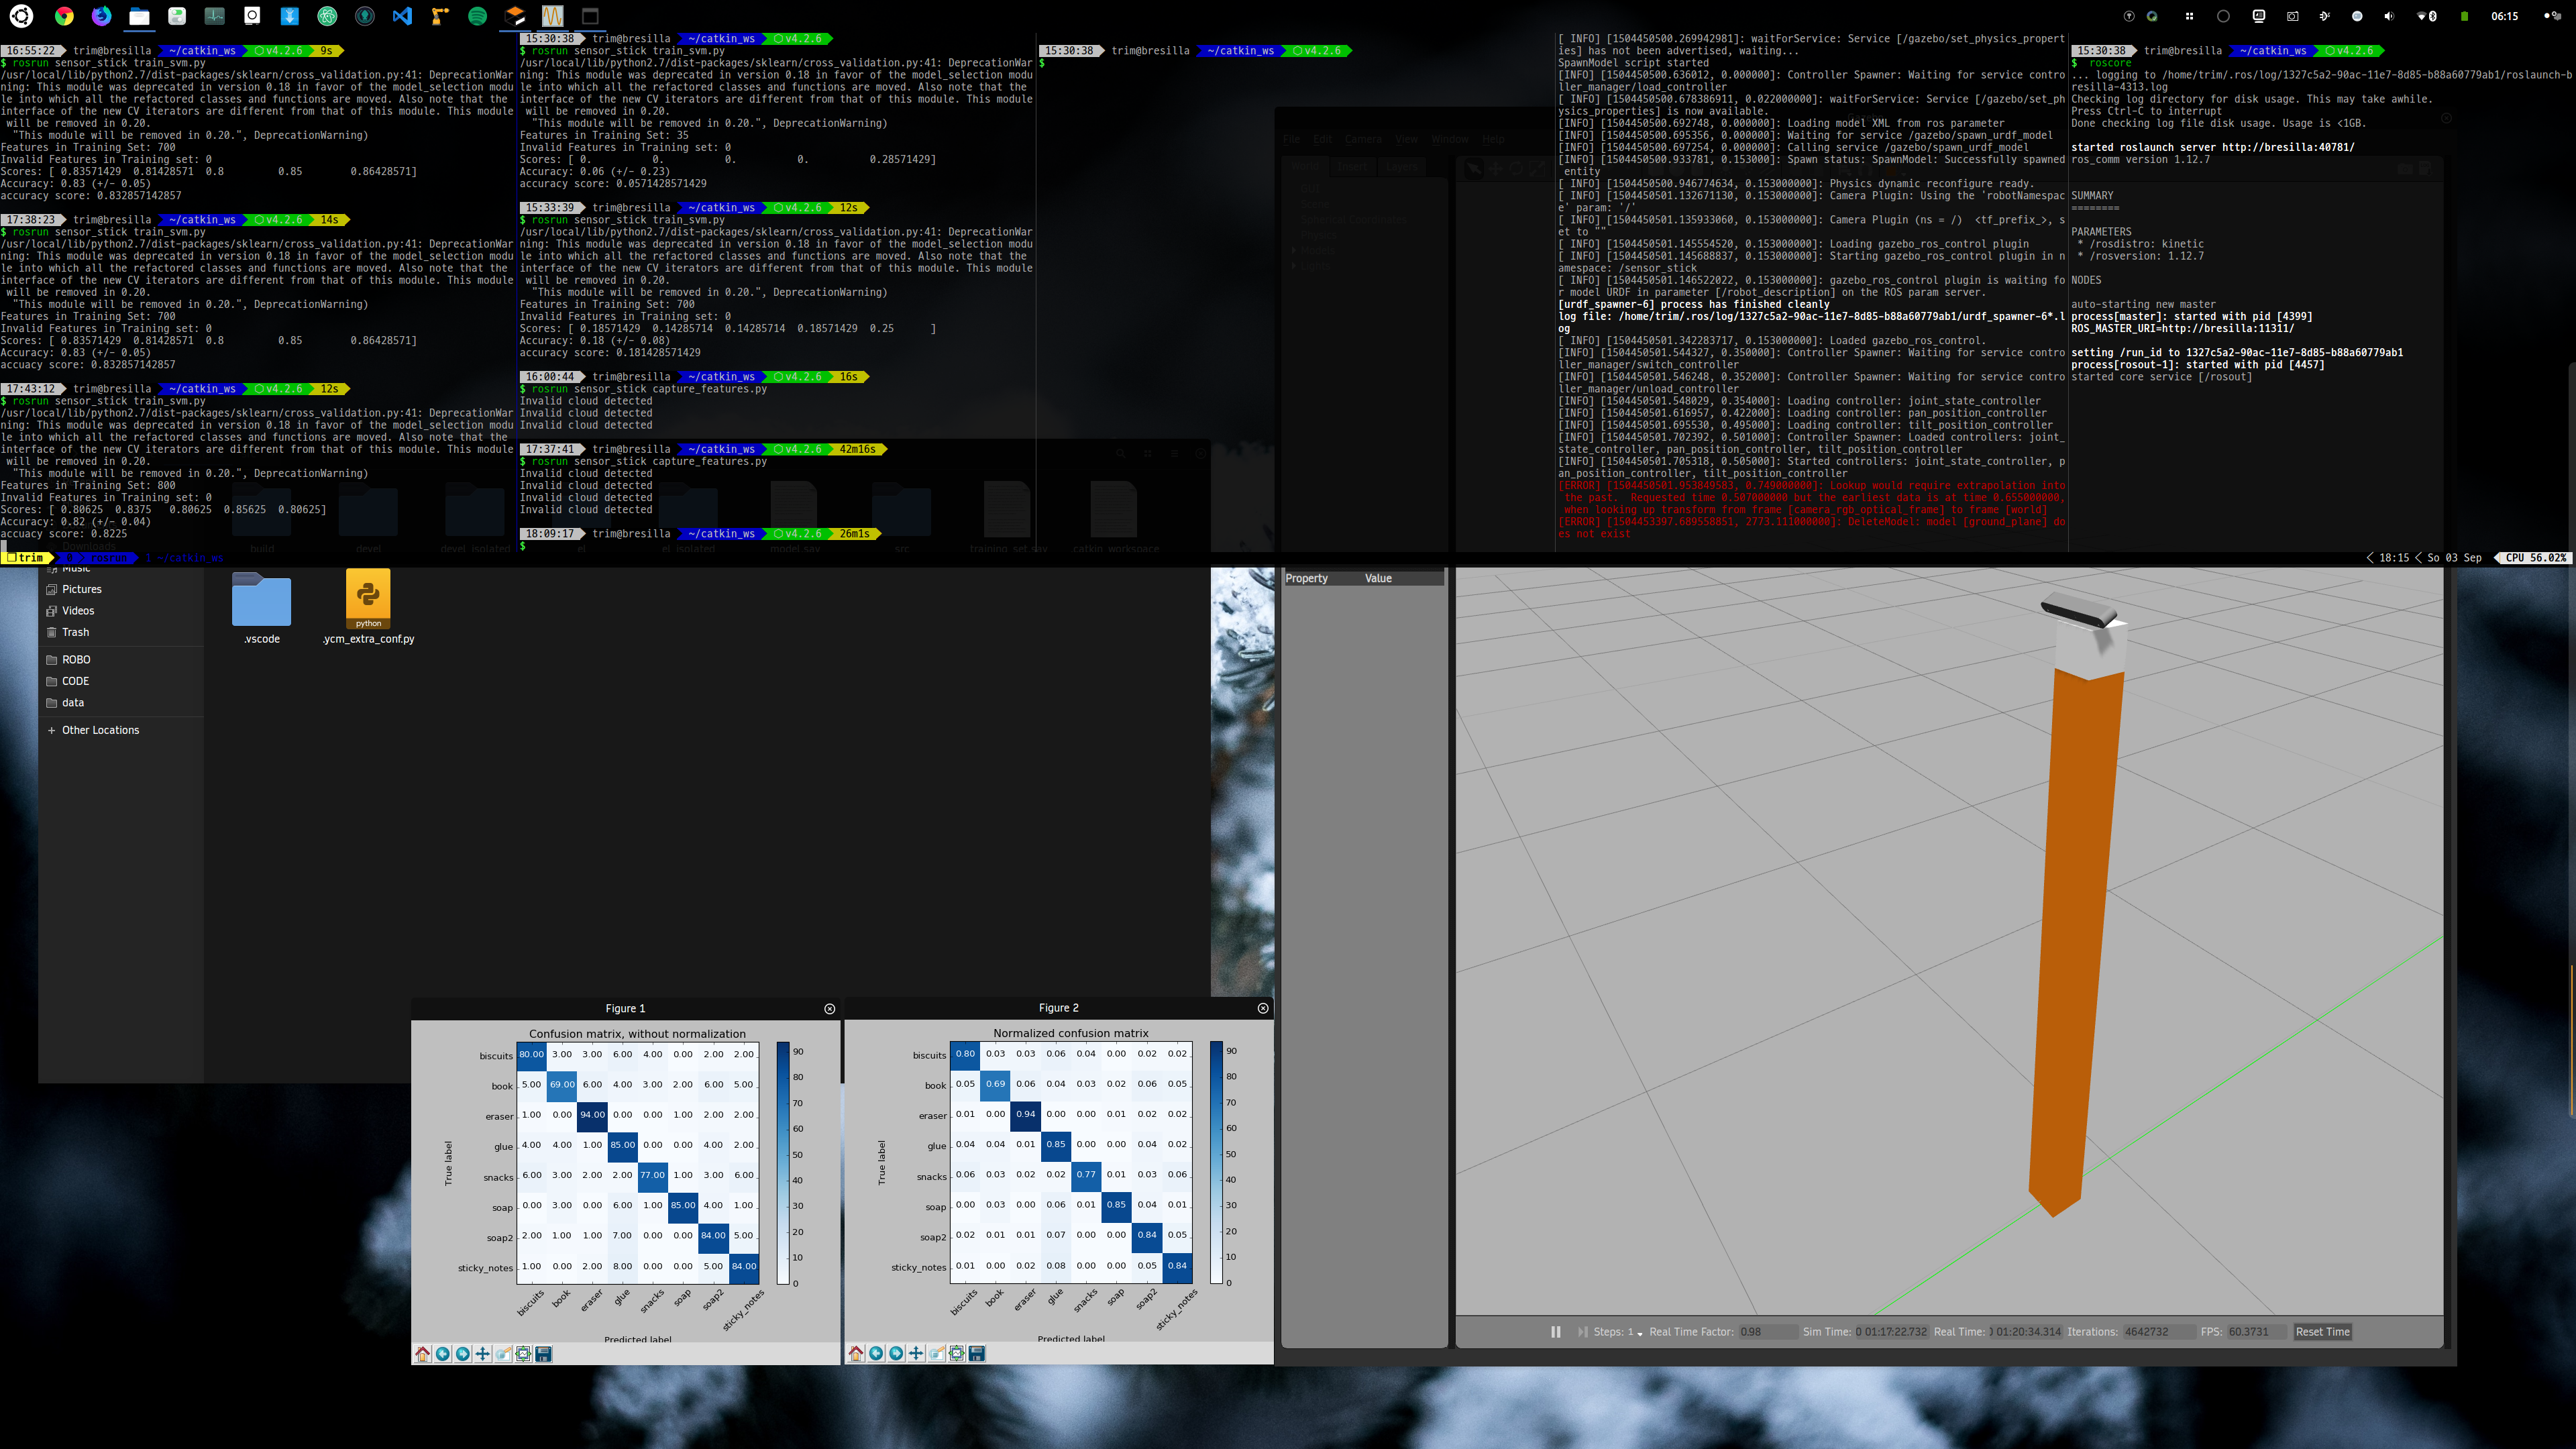 06:15
16:55:22 trim@bresilla ~/catkin_ws v4.2.6 9s
$ rosrun sensor_stick train_svm.py
/usr/local/lib/python2.7/dist-packages/sklearn/cross_validation.py:41: DeprecationWar
ning: This module was deprecated in version 0.18 in favor of the model_selection modu
le into which all the refactored classes and functions are moved. Also note that the
interface of the new CV iterators are different from that of this module. This module
will be removed in 0.20.
"This module will be removed in 0.20.", DeprecationWarning)
Features in Training Set: 700
Invalid Features in Training set: 0
Scores: [ 0.83571429 0.81428571 0.8 0.85 0.86428571]
Accuracy: 0.83 (+/- 0.05)
accuracy score: 0.832857142857
17:38:23 trim@bresilla ~/catkin_ws v4.2.6 14s
$ rosrun sensor_stick train_svm.py
/usr/local/lib/python2.7/dist-packages/sklearn/cross_validation.py:41: DeprecationWar
ning: This module was deprecated in version 0.18 in favor of the model_selection modu
le into which all the refactored classes and functions are moved. Also note that the
interface of the new CV iterators are different from that of this module. This module
will be removed in 0.20.
"This module will be removed in 0.20.", DeprecationWarning)
Features in Training Set: 700
Invalid Features in Training set: 0
Scores: [ 0.83571429 0.81428571 0.8 0.85 0.86428571]
Accuracy: 0.83 (+/- 0.05)
accuacy score: 0.832857142857
17:43:12 trim@bresilla ~/catkin_ws v4.2.6 12s
$ rosrun sensor_stick train_svm.py
/usr/local/lib/python2.7/dist-packages/sklearn/cross_validation.py:41: DeprecationWar
ning: This module was deprecated in version 0.18 in favor of the model_selection modu
le into which all the refactored classes and functions are moved. Also note that the
interface of the new CV iterators are different from that of this module. This module
will be removed in 0.20.
"This module will be removed in 0.20.", DeprecationWarning)
Features in Training Set: 800
Invalid Features in Training set: 0
Scores: [ 0.80625 0.8375 0.80625 0.85625 0.80625]
Accuracy: 0.82 (+/- 0.04)
accuacy score: 0.8225
15:30:38 trim@bresilla ~/catkin_ws v4.2.6
$ rosrun sensor_stick train_svm.py
/usr/local/lib/python2.7/dist-packages/sklearn/cross_validation.py:41: DeprecationWar
ning: This module was deprecated in version 0.18 in favor of the model_selection modu
le into which all the refactored classes and functions are moved. Also note that the
interface of the new CV iterators are different from that of this module. This module
will be removed in 0.20.
"This module will be removed in 0.20.", DeprecationWarning)
Features in Training Set: 35
Invalid Features in Training set: 0
Scores: [ 0. 0. 0. 0. 0.28571429]
Accuracy: 0.06 (+/- 0.23)
accuracy score: 0.0571428571429
15:33:39 trim@bresilla ~/catkin_ws v4.2.6 12s
$ rosrun sensor_stick train_svm.py
/usr/local/lib/python2.7/dist-packages/sklearn/cross_validation.py:41: DeprecationWar
ning: This module was deprecated in version 0.18 in favor of the model_selection modu
le into which all the refactored classes and functions are moved. Also note that the
interface of the new CV iterators are different from that of this module. This module
will be removed in 0.20.
"This module will be removed in 0.20.", DeprecationWarning)
Features in Training Set: 700
Invalid Features in Training set: 0
Scores: [ 0.18571429 0.14285714 0.14285714 0.18571429 0.25 ]
Accuracy: 0.18 (+/- 0.08)
accuracy score: 0.181428571429
16:00:44 trim@bresilla ~/catkin_ws v4.2.6 16s
$ rosrun sensor_stick capture_features.py
Invalid cloud detected
Invalid cloud detected
Invalid cloud detected
17:37:41 trim@bresilla ~/catkin_ws v4.2.6 42m16s
$ rosrun sensor_stick capture_features.py
Invalid cloud detected
Invalid cloud detected
Invalid cloud detected
Invalid cloud detected
18:09:17 trim@bresilla ~/catkin_ws v4.2.6 26m1s
$
15:30:38 trim@bresilla ~/catkin_ws v4.2.6
$
[ INFO] [1504450500.269942981]: waitForService: Service [/gazebo/set_physics_propert
ies] has not been advertised, waiting...
SpawnModel script started
[INFO] [1504450500.636012, 0.000000]: Controller Spawner: Waiting for service contro
ller_manager/load_controller
[ INFO] [1504450500.678386911, 0.022000000]: waitForService: Service [/gazebo/set_ph
ysics_properties] is now available.
[INFO] [1504450500.692748, 0.000000]: Loading model XML from ros parameter
[INFO] [1504450500.695356, 0.000000]: Waiting for service /gazebo/spawn_urdf_model
[INFO] [1504450500.697254, 0.000000]: Calling service /gazebo/spawn_urdf_model
[INFO] [1504450500.933781, 0.153000]: Spawn status: SpawnModel: Successfully spawned
entity
[ INFO] [1504450500.946774634, 0.153000000]: Physics dynamic reconfigure ready.
[ INFO] [1504450501.132671130, 0.153000000]: Camera Plugin: Using the 'robotNamespac
e' param: '/'
[ INFO] [1504450501.135933060, 0.153000000]: Camera Plugin (ns = /) <tf_prefix_>, s
et to ""
[ INFO] [1504450501.145554520, 0.153000000]: Loading gazebo_ros_control plugin
[ INFO] [1504450501.145688837, 0.153000000]: Starting gazebo_ros_control plugin in n
amespace: /sensor_stick
[ INFO] [1504450501.146522022, 0.153000000]: gazebo_ros_control plugin is waiting fo
r model URDF in parameter [/robot_description] on the ROS param server.
[urdf_spawner-6] process has finished cleanly
log file: /home/trim/.ros/log/1327c5a2-90ac-11e7-8d85-b88a60779ab1/urdf_spawner-6*.l
og
[ INFO] [1504450501.342283717, 0.153000000]: Loaded gazebo_ros_control.
[INFO] [1504450501.544327, 0.350000]: Controller Spawner: Waiting for service contro
ller_manager/switch_controller
[INFO] [1504450501.546248, 0.352000]: Controller Spawner: Waiting for service contro
ller_manager/unload_controller
[INFO] [1504450501.548029, 0.354000]: Loading controller: joint_state_controller
[INFO] [1504450501.616957, 0.422000]: Loading controller: pan_position_controller
[INFO] [1504450501.695530, 0.495000]: Loading controller: tilt_position_controller
[INFO] [1504450501.702392, 0.501000]: Controller Spawner: Loaded controllers: joint_
state_controller, pan_position_controller, tilt_position_controller
[INFO] [1504450501.705318, 0.505000]: Started controllers: joint_state_controller, p
an_position_controller, tilt_position_controller
[ERROR] [1504450501.953849583, 0.749000000]: Lookup would require extrapolation into
the past. Requested time 0.507000000 but the earliest data is at time 0.655000000,
when looking up transform from frame [camera_rgb_optical_frame] to frame [world]
[ERROR] [1504453397.689558851, 2773.111000000]: DeleteModel: model [ground_plane] do
es not exist
15:30:38 trim@bresilla ~/catkin_ws v4.2.6
$ roscore
... logging to /home/trim/.ros/log/1327c5a2-90ac-11e7-8d85-b88a60779ab1/roslaunch-b
resilla-4313.log
Checking log directory for disk usage. This may take awhile.
Press Ctrl-C to interrupt
Done checking log file disk usage. Usage is <1GB.
started roslaunch server http://bresilla:40781/
ros_comm version 1.12.7
SUMMARY
========
PARAMETERS
* /rosdistro: kinetic
* /rosversion: 1.12.7
NODES
auto-starting new master
process[master]: started with pid [4399]
ROS_MASTER_URI=http://bresilla:11311/
setting /run_id to 1327c5a2-90ac-11e7-8d85-b88a60779ab1
process[rosout-1]: started with pid [4457]
started core service [/rosout]
File Edit Camera View Window Help
build devel devel_isolated model.sav src training_set.sav catkin_workspace
trim 1 ~/catkin_ws
18:15 So 03 Sep CPU 56.02%
Music
Pictures
Videos
Trash
ROBO
CODE
data
+ Other Locations
.vscode
python
.ycm_extra_conf.py
Property Value
Figure 1
Confusion matrix, without normalization
biscuits 80.00 3.00 3.00 6.00 4.00 0.00 2.00 2.00
book 5.00 69.00 6.00 4.00 3.00 2.00 6.00 5.00
eraser 1.00 0.00 94.00 0.00 0.00 1.00 2.00 2.00
glue 4.00 4.00 1.00 85.00 0.00 0.00 4.00 2.00
snacks 6.00 3.00 2.00 2.00 77.00 1.00 3.00 6.00
soap 0.00 3.00 0.00 6.00 1.00 85.00 4.00 1.00
soap2 2.00 1.00 1.00 7.00 0.00 0.00 84.00 5.00
sticky_notes 1.00 0.00 2.00 8.00 0.00 0.00 5.00 84.00
True label
biscuits book eraser glue snacks soap soap2 sticky_notes
Predicted label
90
80
70
60
50
40
30
20
10
0
Figure 2
Normalized confusion matrix
biscuits 0.80 0.03 0.03 0.06 0.04 0.00 0.02 0.02
book 0.05 0.69 0.06 0.04 0.03 0.02 0.06 0.05
eraser 0.01 0.00 0.94 0.00 0.00 0.01 0.02 0.02
glue 0.04 0.04 0.01 0.85 0.00 0.00 0.04 0.02
snacks 0.06 0.03 0.02 0.02 0.77 0.01 0.03 0.06
soap 0.00 0.03 0.00 0.06 0.01 0.85 0.04 0.01
soap2 0.02 0.01 0.01 0.07 0.00 0.00 0.84 0.05
sticky_notes 0.01 0.00 0.02 0.08 0.00 0.00 0.05 0.84
True label
biscuits book eraser glue snacks soap soap2 sticky_notes
Predicted label
90
80
70
60
50
40
30
20
10
0
Steps: 1 Real Time Factor: 0.98 Sim Time: 0 01:17:22.732 Real Time: 01:20:34.314 Iterations: 4642732 FPS: 60.3731 Reset Time